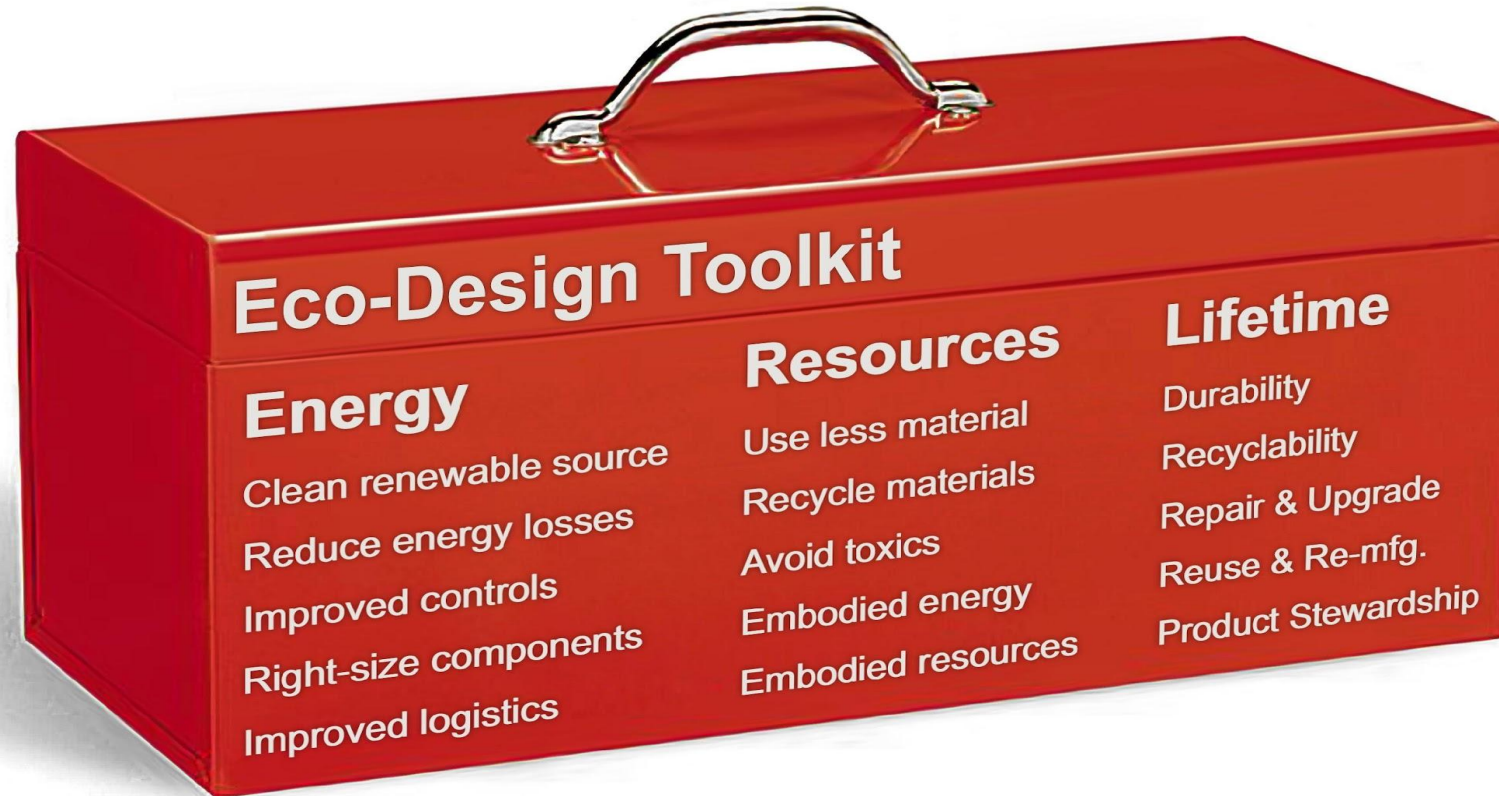 Eco-Design Toolkit
Energy
Clean renewable source
Reduce energy losses
Improved controls
Right-size components
Improved logistics
Resources
Use less material
Recycle materials
Avoid toxics
Embodied energy
Embodied resources
Lifetime
Durability
Recyclability
Repair & Upgrade
Reuse & Re-mfg.
Product Stewardship